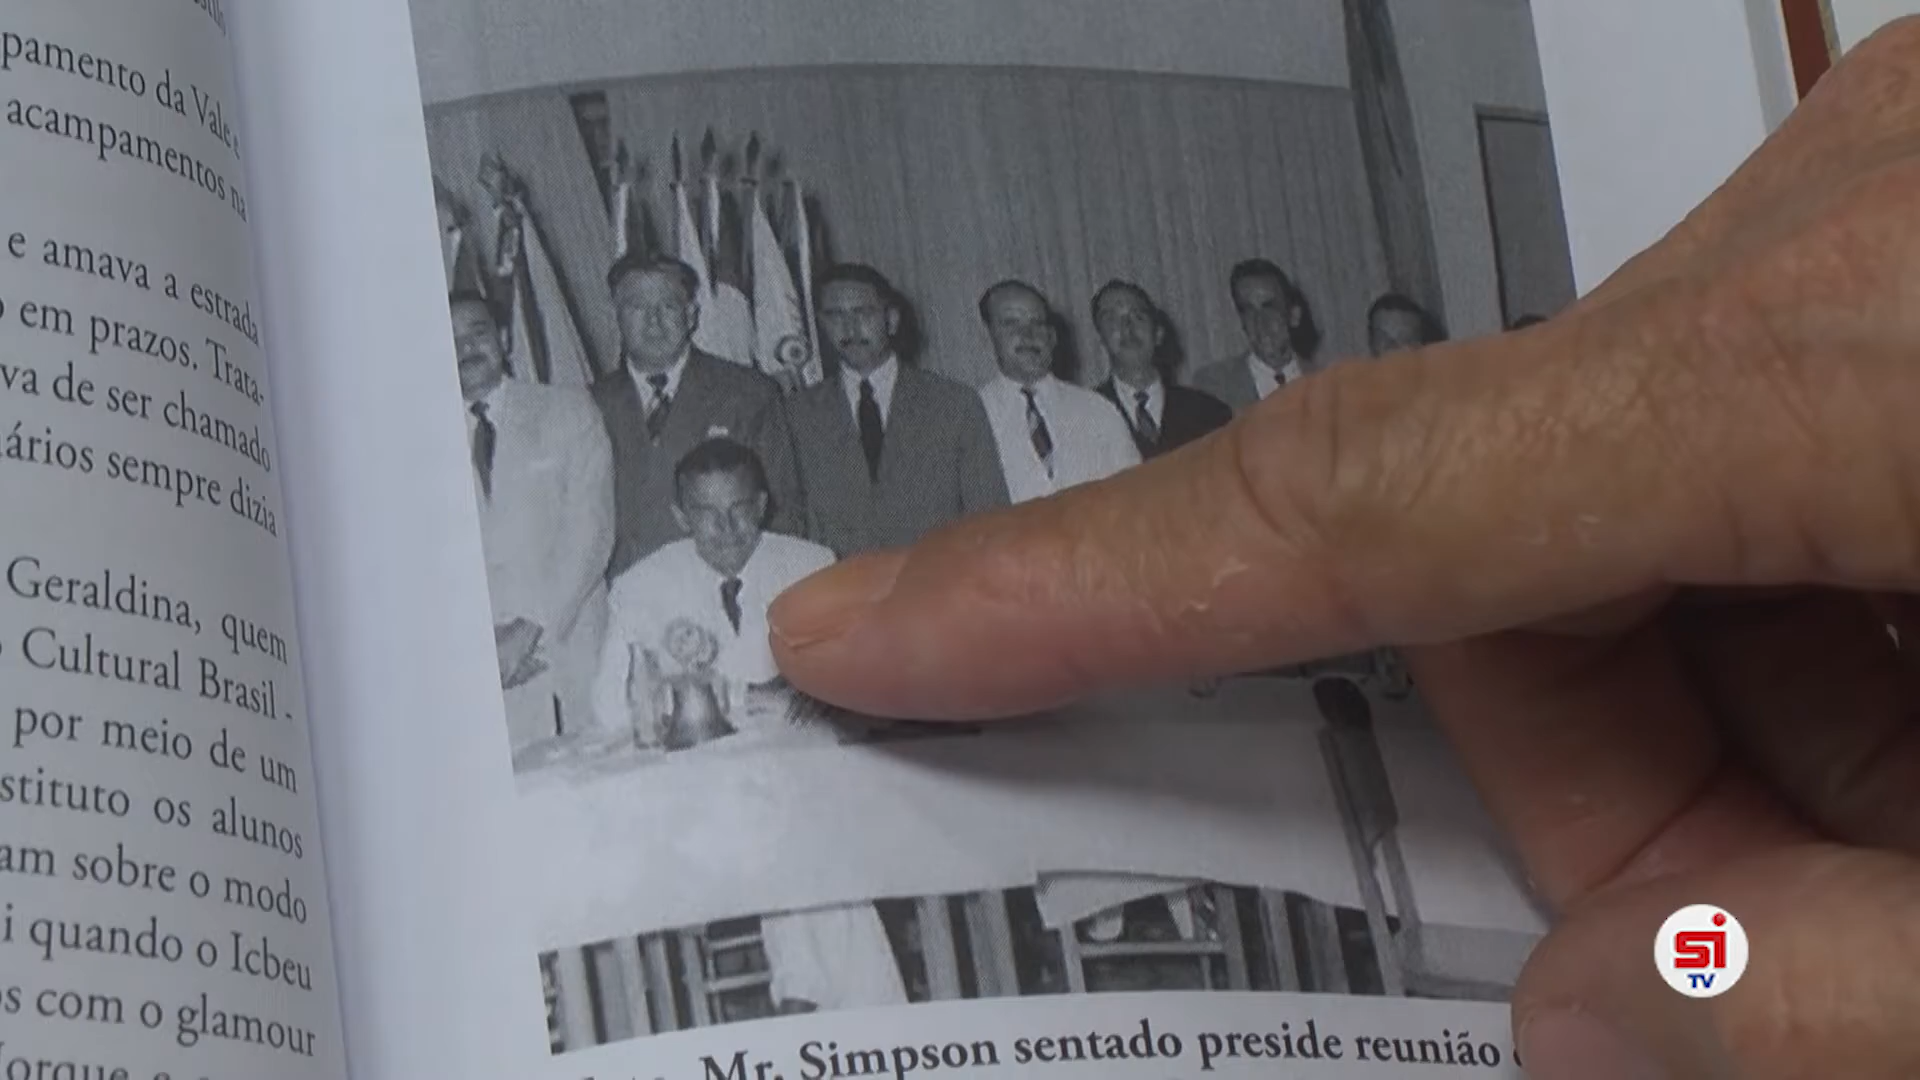 pamento da Vale
acampamentos na
e amava a estrada
em prazos. Trata-
va de ser chamado
ários sempre dizia
Geraldina, quem
Cultural Brasil -
por meio de um
stituto os alunos
am sobre o modo
i quando o Icbeu
s com o glamour
Mr. Simpson sentado preside reunião
si
TV